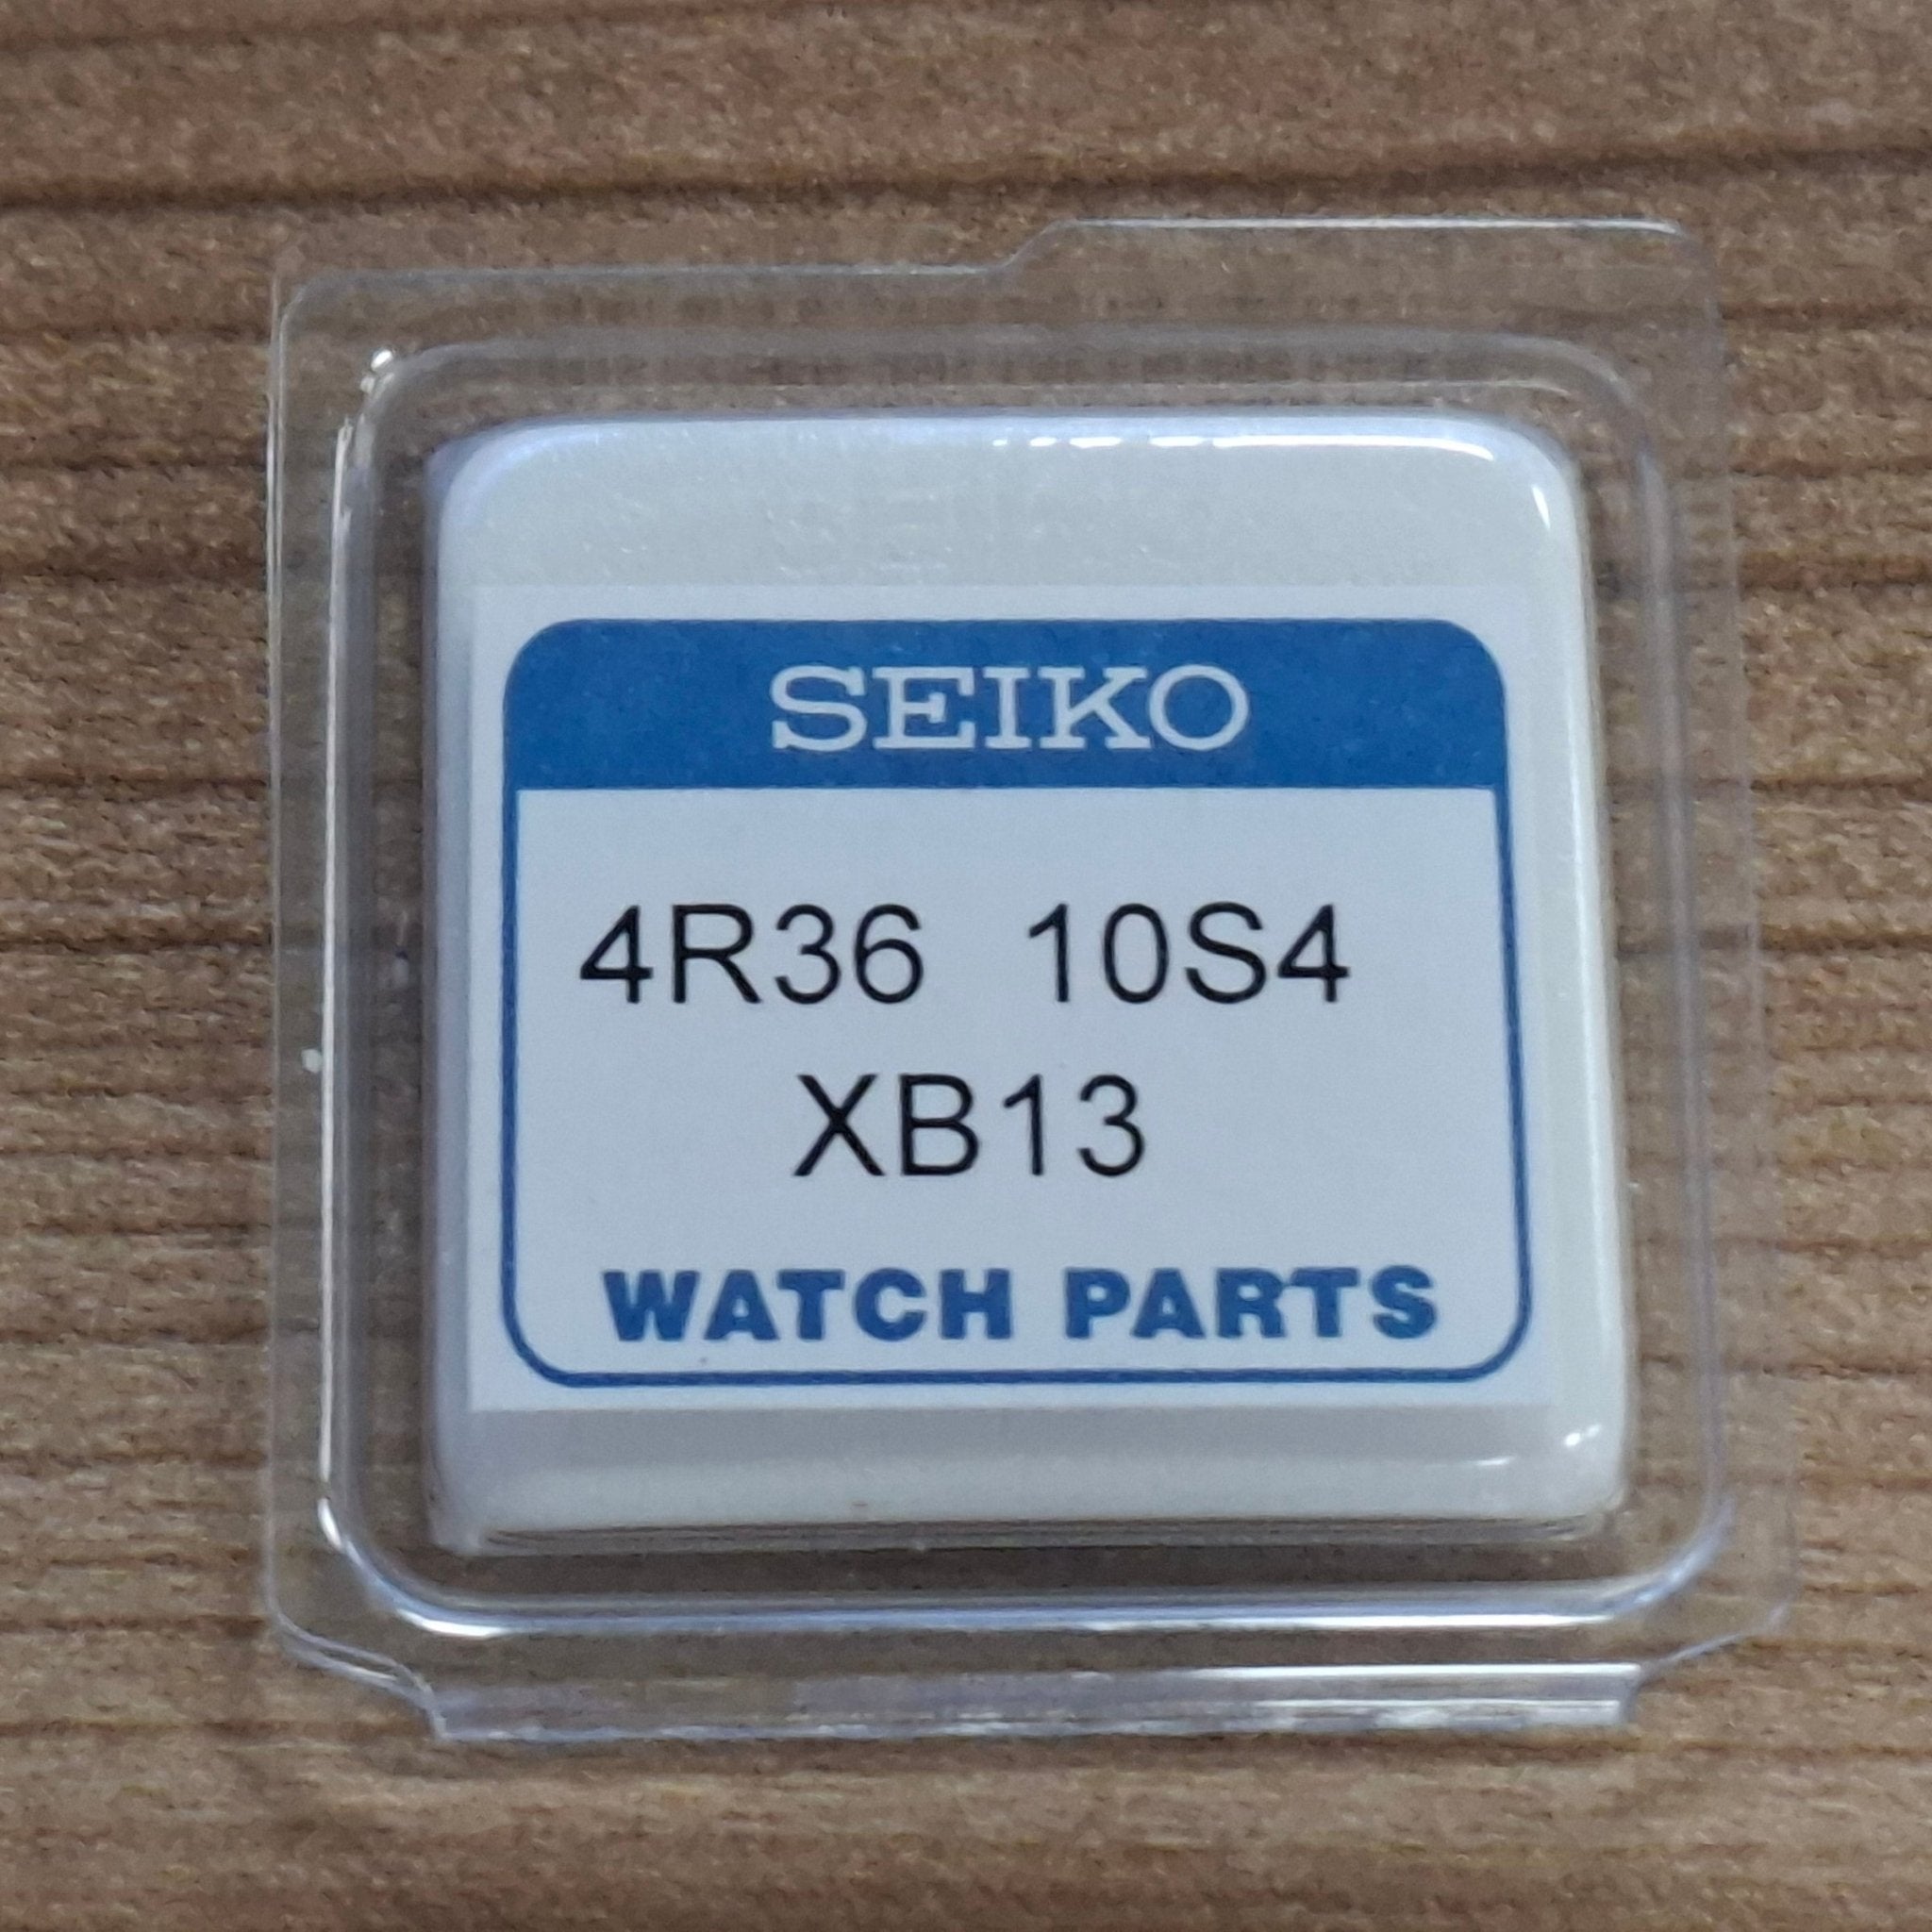 SEIKO
4R36 10S4
XB13
WATCH PARTS